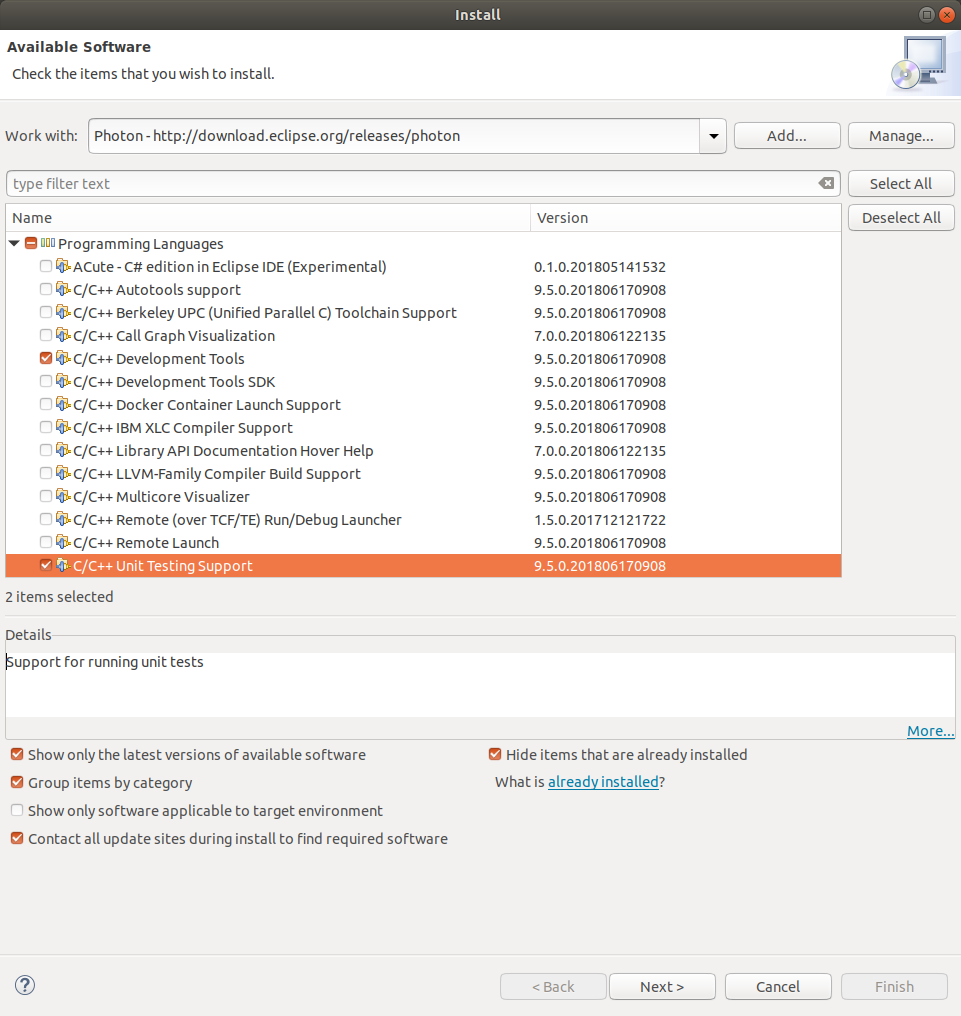 Install
Available Software
Check the items that you wish to install.
Work with: Photon - http://download.eclipse.org/releases/photon Add... Manage...
type filter text Select All
Name Version Deselect All
Programming Languages
ACute - C# edition in Eclipse IDE (Experimental) 0.1.0.201805141532
C/C++ Autotools support 9.5.0.201806170908
C/C++ Berkeley UPC (Unified Parallel C) Toolchain Support 9.5.0.201806170908
C/C++ Call Graph Visualization 7.0.0.201806122135
C/C++ Development Tools 9.5.0.201806170908
C/C++ Development Tools SDK 9.5.0.201806170908
C/C++ Docker Container Launch Support 9.5.0.201806170908
C/C++ IBM XLC Compiler Support 9.5.0.201806170908
C/C++ Library API Documentation Hover Help 7.0.0.201806122135
C/C++ LLVM-Family Compiler Build Support 9.5.0.201806170908
C/C++ Multicore Visualizer 9.5.0.201806170908
C/C++ Remote (over TCF/TE) Run/Debug Launcher 1.5.0.201712121722
C/C++ Remote Launch 9.5.0.201806170908
C/C++ Unit Testing Support 9.5.0.201806170908
2 items selected
Details
Support for running unit tests
More...
Show only the latest versions of available software Hide items that are already installed
Group items by category What is already installed?
Show only software applicable to target environment
Contact all update sites during install to find required software
? < Back Next > Cancel Finish